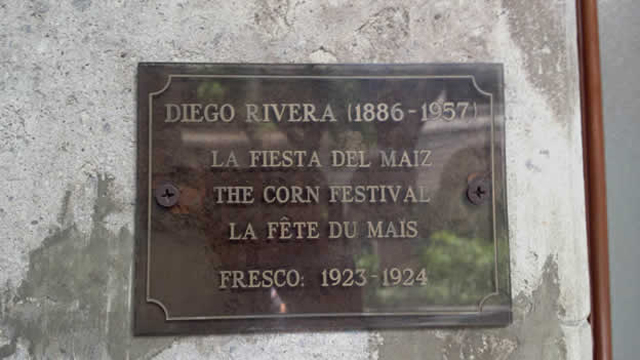 DIEGO RIVERA (1886-1957)
LA FIESTA DEL MAIZ
THE CORN FESTIVAL
LA FÊTE DU MAIS
FRESCO: 1923-1924